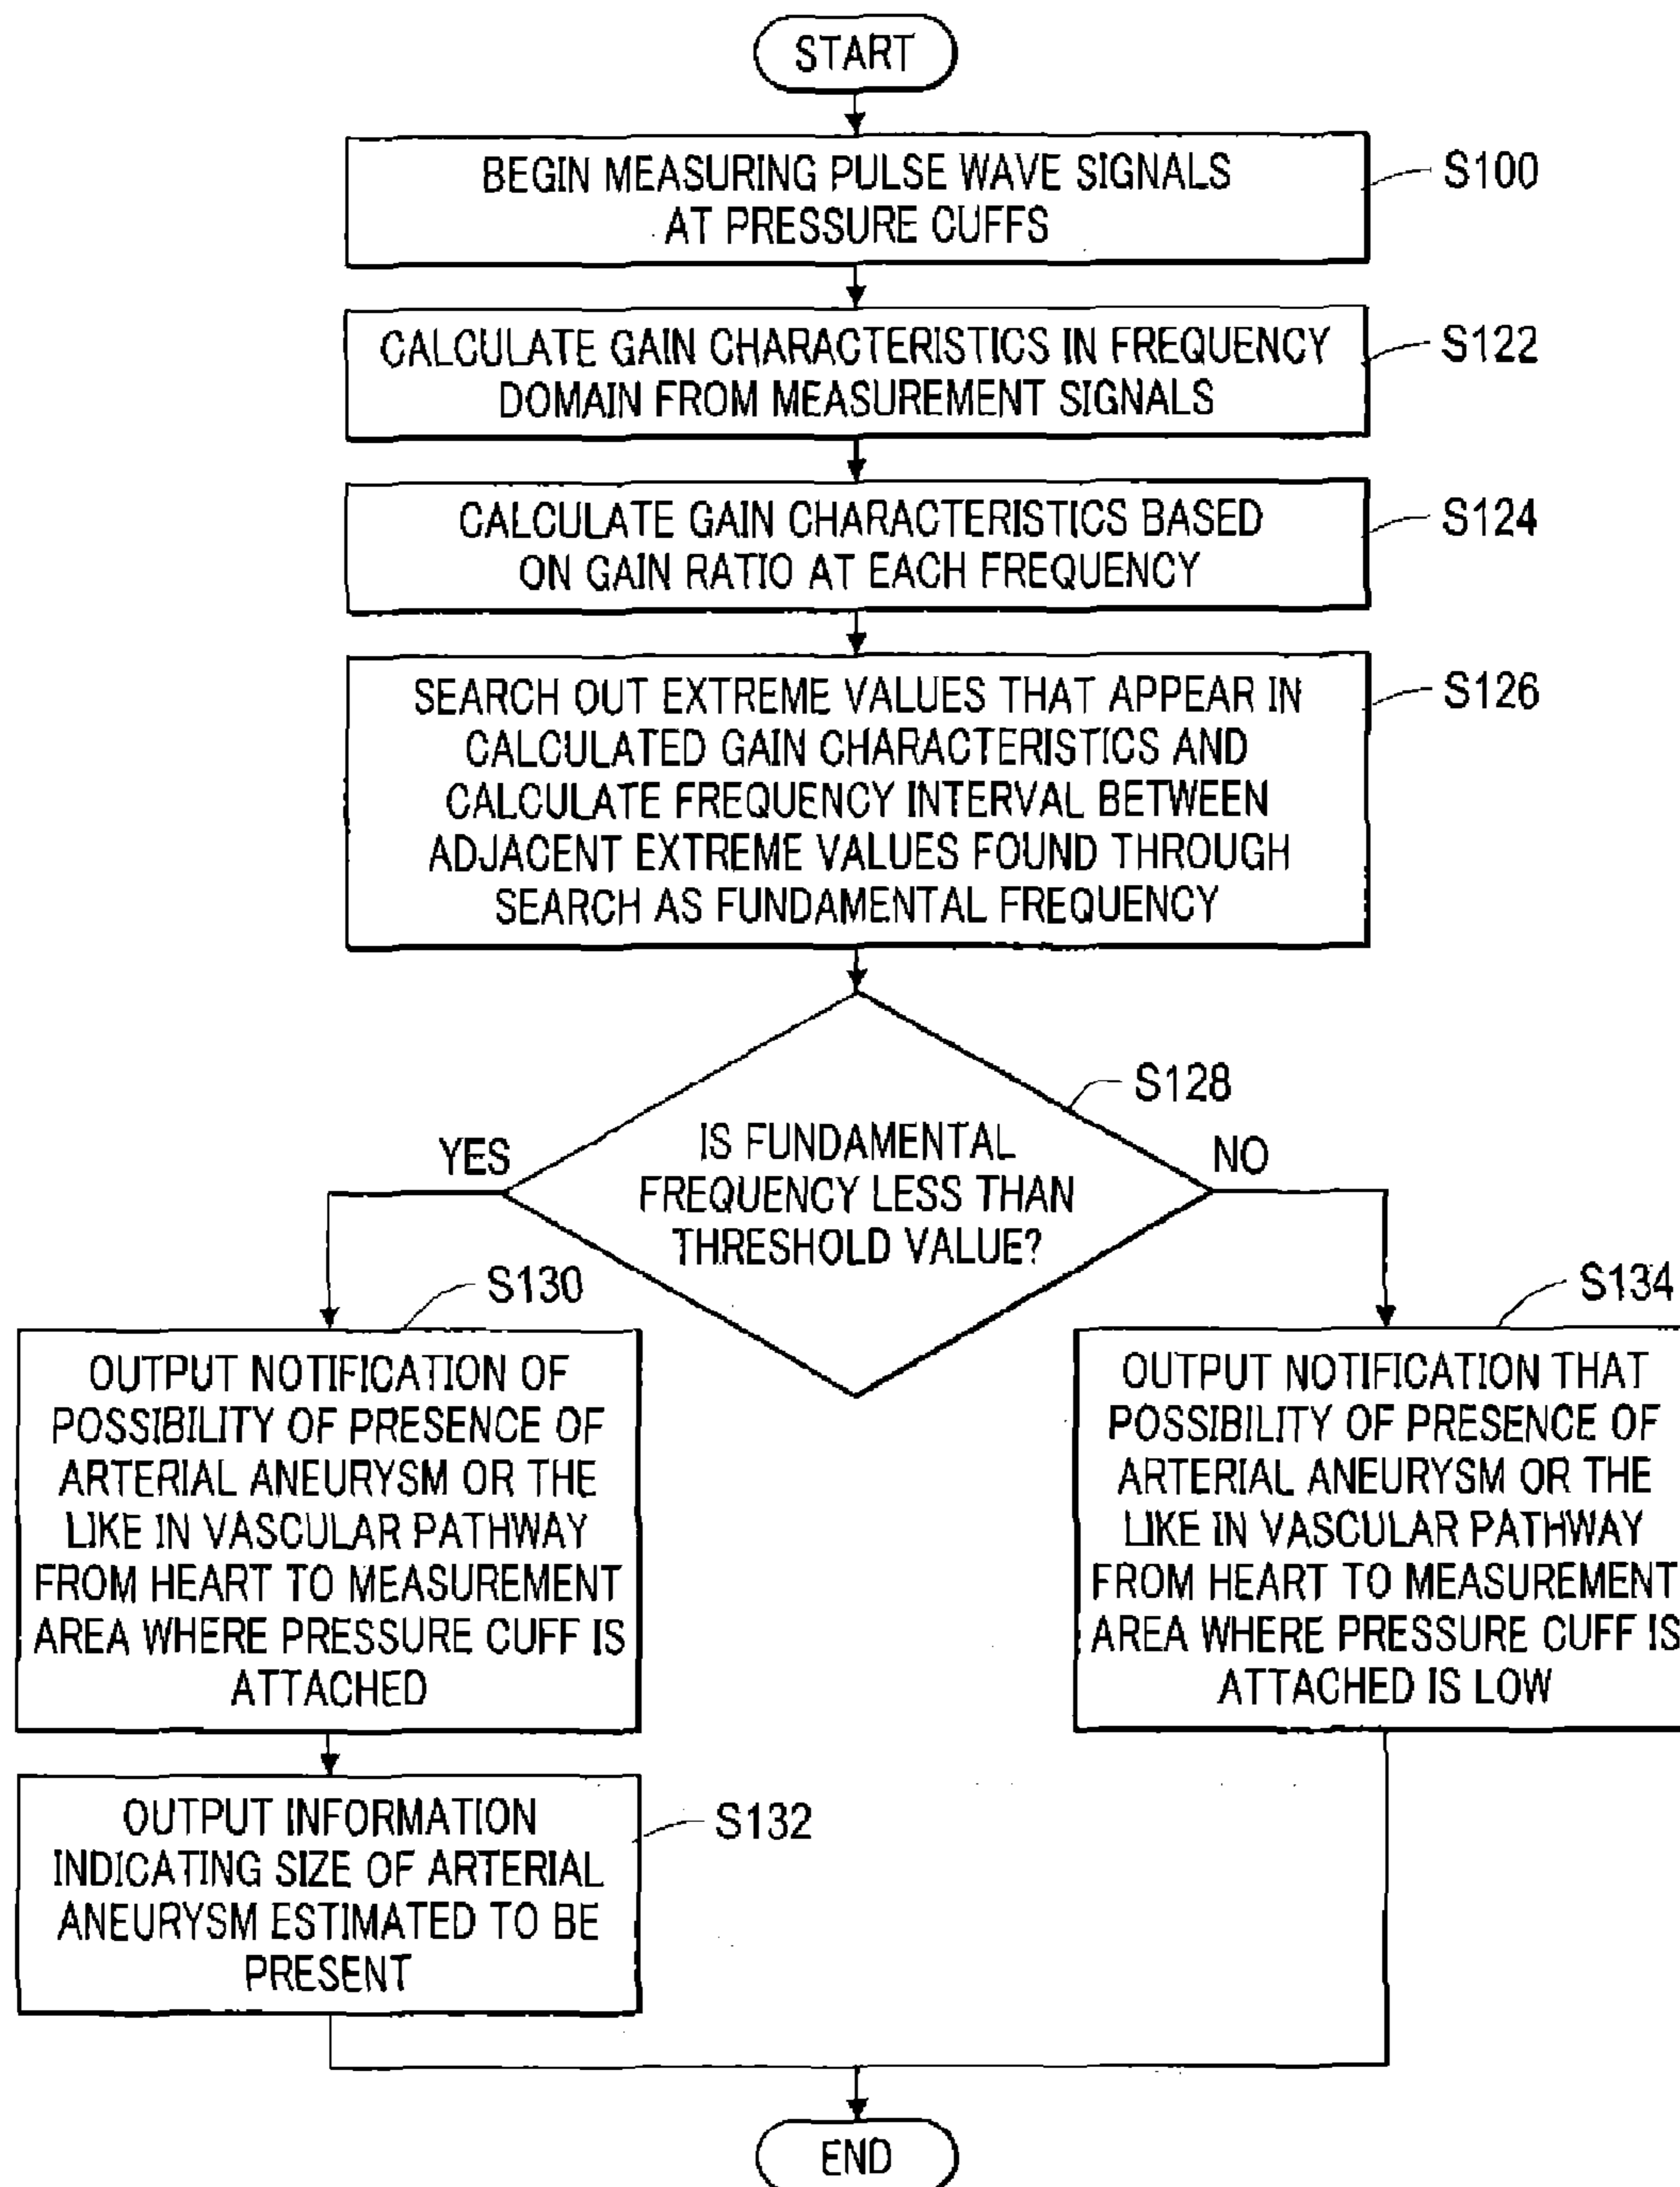 START
BEGIN MEASURING PULSE WAVE SIGNALS
AT PRESSURE CUFFS
S100
CALCULATE GAIN CHARACTERISTICS IN FREQUENCY
DOMAIN FROM MEASUREMENT SIGNALS
S122
CALCULATE GAIN CHARACTERISTICS BASED
ON GAIN RATIO AT EACH FREQUENCY
S124
SEARCH OUT EXTREME VALUES THAT APPEAR IN
CALCULATED GAIN CHARACTERISTICS AND
CALCULATE FREQUENCY INTERVAL BETWEEN
ADJACENT EXTREME VALUES FOUND THROUGH
SEARCH AS FUNDAMENTAL FREQUENCY
S126
S128
IS FUNDAMENTAL
FREQUENCY LESS THAN
THRESHOLD VALUE?
YES
NO
S130
OUTPUT NOTIFICATION OF
POSSIBILITY OF PRESENCE OF
ARTERIAL ANEURYSM OR THE
LIKE IN VASCULAR PATHWAY
FROM HEART TO MEASUREMENT
AREA WHERE PRESSURE CUFF IS
ATTACHED
S134
OUTPUT NOTIFICATION THAT
POSSIBILITY OF PRESENCE OF
ARTERIAL ANEURYSM OR THE
LIKE IN VASCULAR PATHWAY
FROM HEART TO MEASUREMENT
AREA WHERE PRESSURE CUFF IS
ATTACHED IS LOW
OUTPUT INFORMATION
INDICATING SIZE OF ARTERIAL
ANEURYSM ESTIMATED TO BE
PRESENT
S132
END